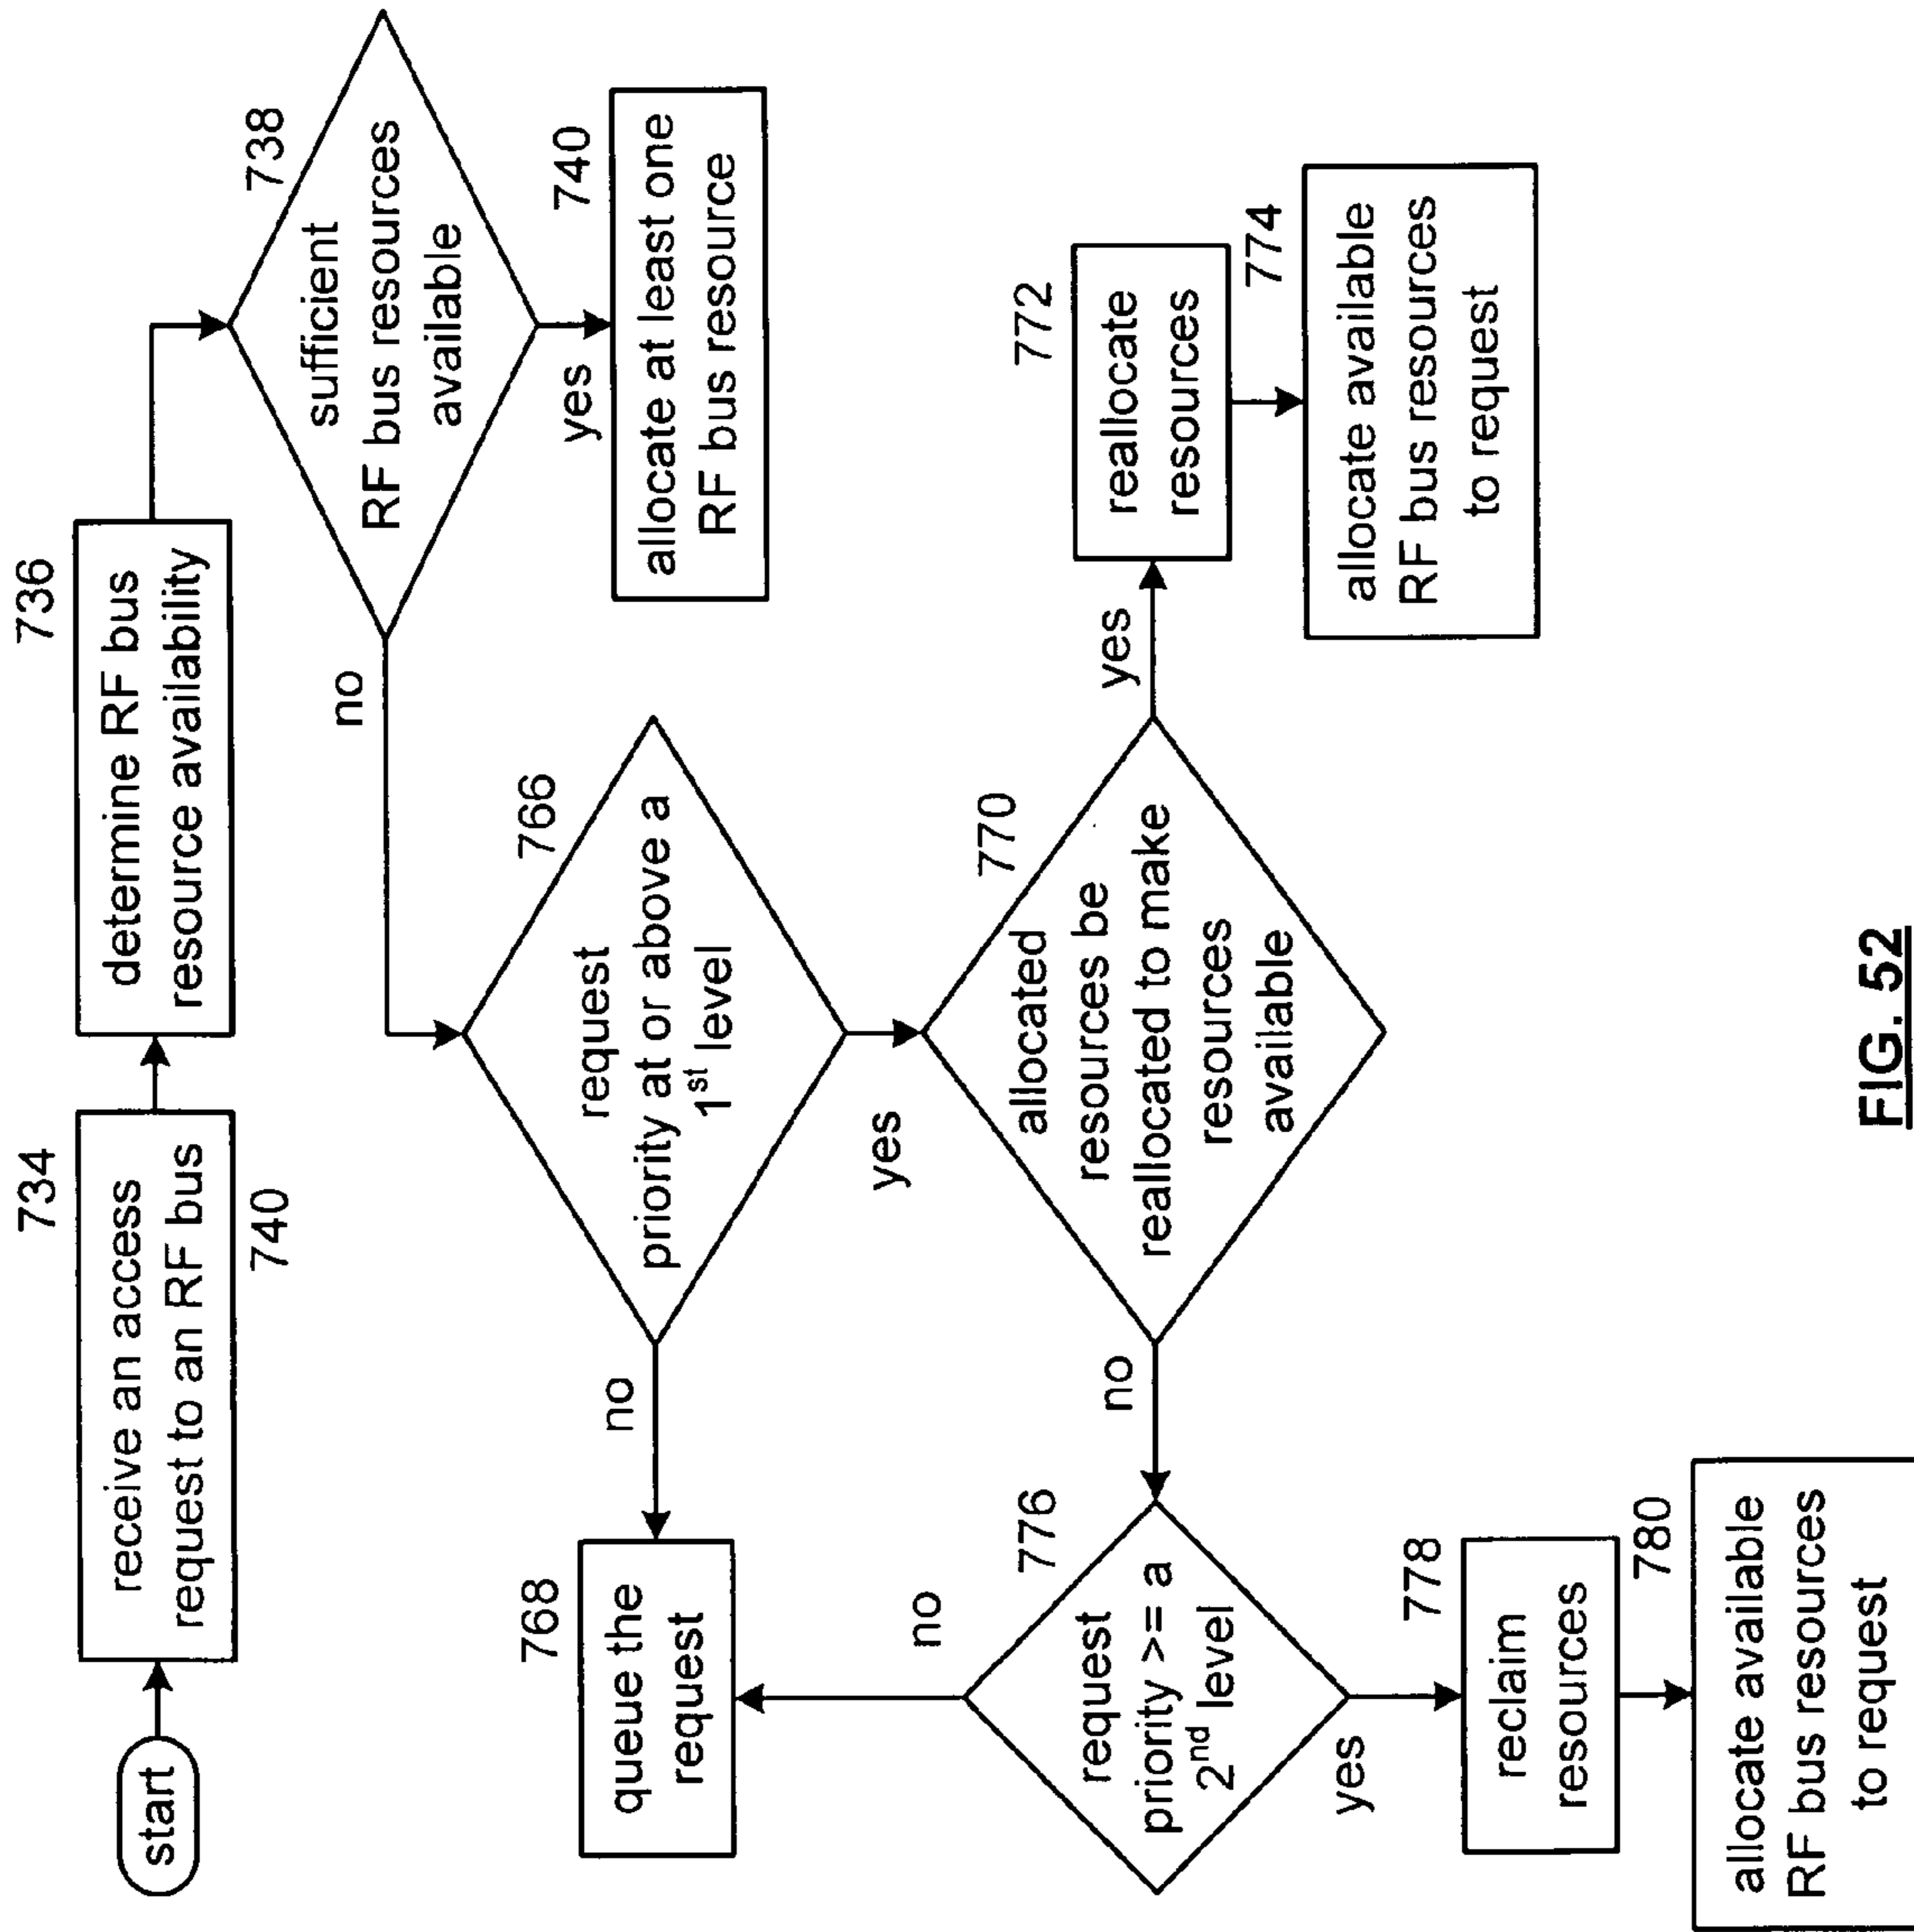 start
734
receive an access
request to an RF bus
740
736
determine RF bus
resource availability
738
sufficient
RF bus resources
available
yes
740
allocate at least one
RF bus resource
no
766
request
priority at or above a
1st level
no
768
queue the
request
yes
770
allocated
resources be
reallocated to make
resources
available
yes
772
reallocate
resources
774
allocate available
RF bus resources
to request
no
776
request
priority >= a
2nd level
no
yes
778
reclaim
resources
780
allocate available
RF bus resources
to request
FIG. 52